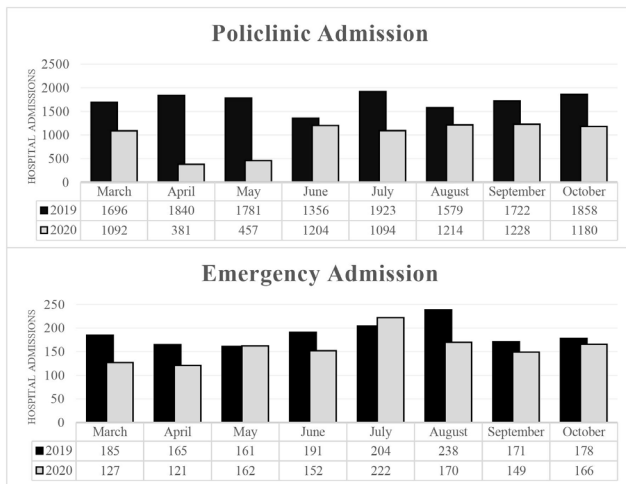 Policlinic Admission
HOSPITAL ADMISSIONS
2500
2000
1500
1000
500
0
March April May June July August September October
2019 1696 1840 1781 1356 1923 1579 1722 1858
2020 1092 381 457 1204 1094 1214 1228 1180
Emergency Admission
HOSPITAL ADMISSIONS
250
200
150
100
50
0
March April May June July August September October
2019 185 165 161 191 204 238 171 178
2020 127 121 162 152 222 170 149 166